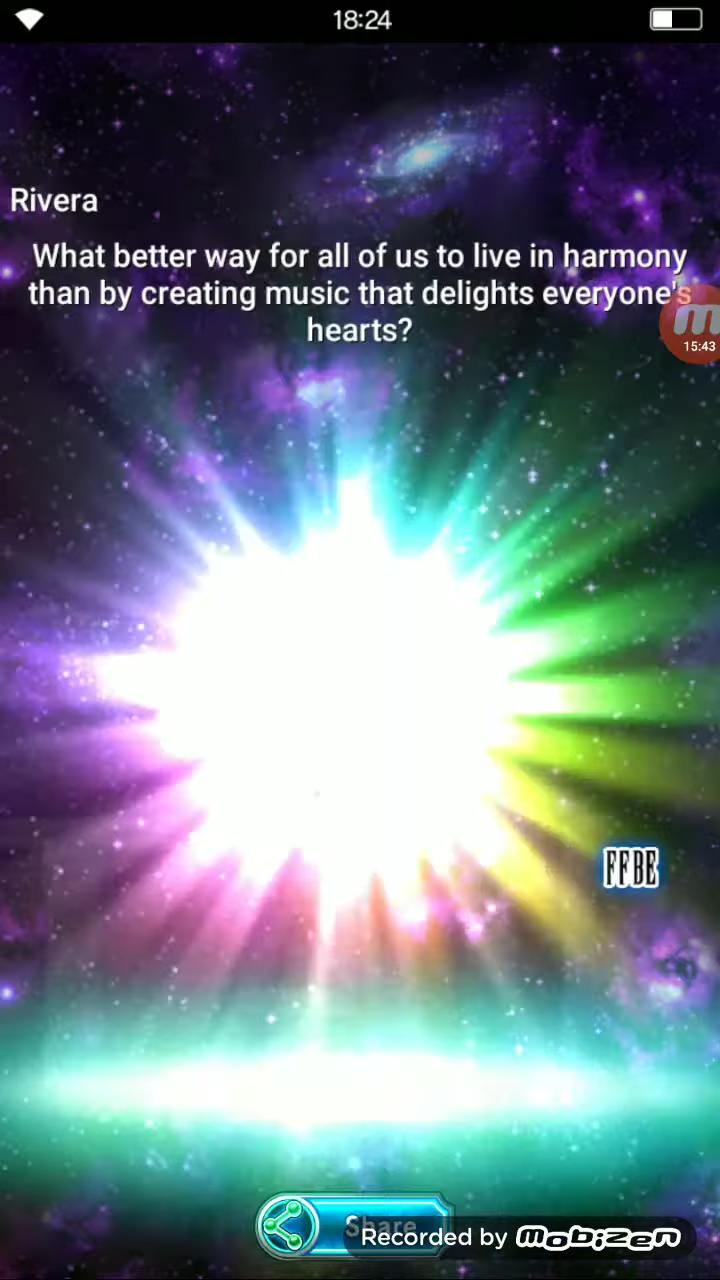 18:24
Rivera
What better way for all of us to live in harmony
than by creating music that delights everyone's
hearts?
15:43
FFBE
Share
Recorded by Mobizen